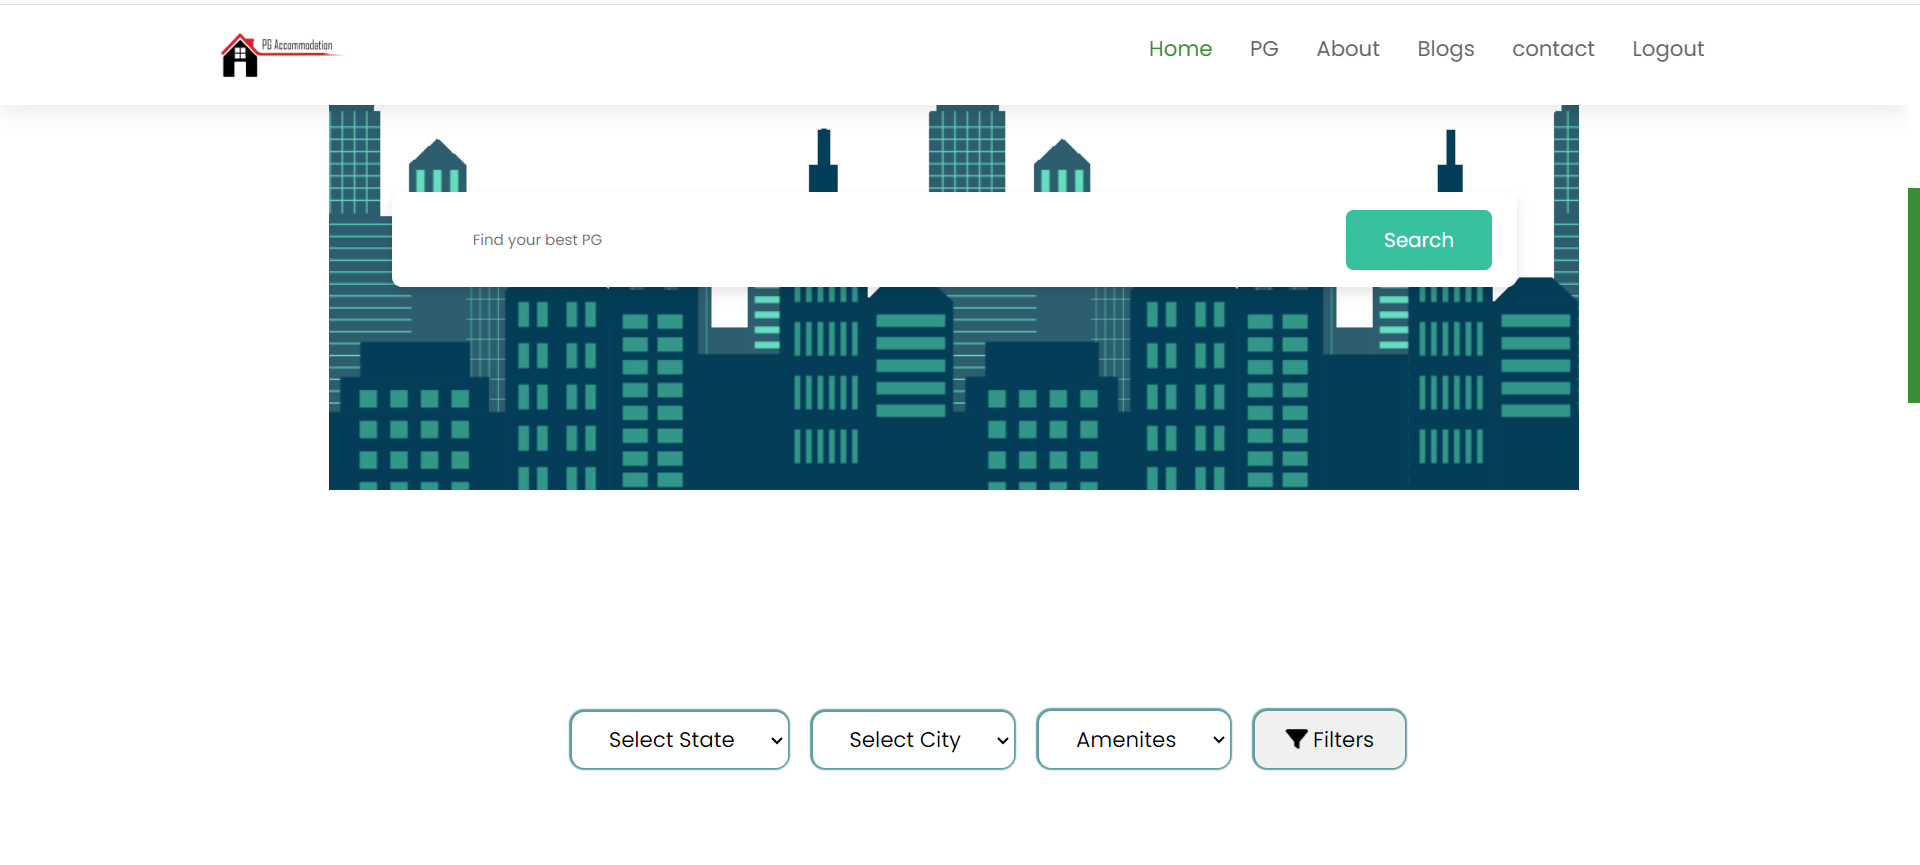 PG Accommodation
Home PG About Blogs contact Logout
Find your best PG
Search
Select State Select City Amenites Filters